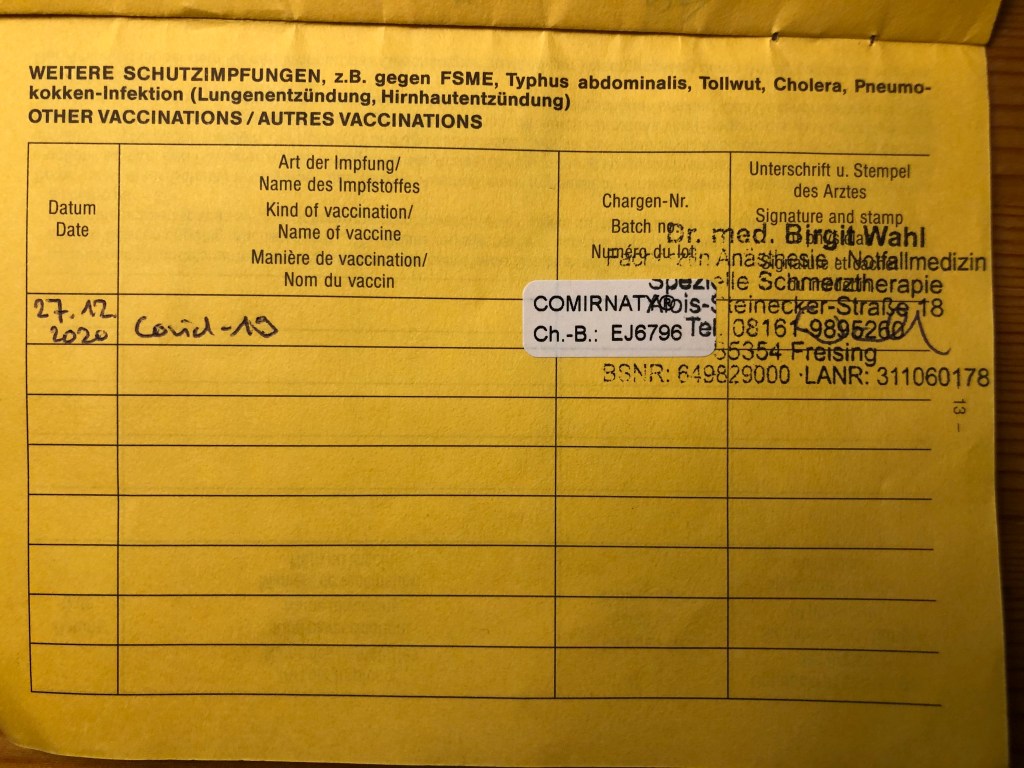 WEITERE SCHUTZIMPFUNGEN, z.B. gegen FSME, Typhus abdominalis, Tollwut, Cholera, Pneumo-
kokken-Infektion (Lungenentzündung, Hirnhautentzündung)
OTHER VACCINATIONS / AUTRES VACCINATIONS
Datum
Date
Art der Impfung/
Name des Impfstoffes
Kind of vaccination/
Name of vaccine
Manière de vaccination/
Nom du vaccin
Chargen-Nr.
Batch no.
Numéro du lot
Unterschrift u. Stempel
des Arztes
Signature and stamp
Signature et cachet
Dr. med. Birgit Wahl
Anästhesie · Notfallmedizin
Spezielle Schmerztherapie
Alois-Steinecker-Straße 18
Tel. 08161-9895260
85354 Freising
BSNR: 649829000 · LANR: 311060178
27.12.
2020
Covid-19
COMIRNATY®
Ch.-B.: EJ6796
13 -